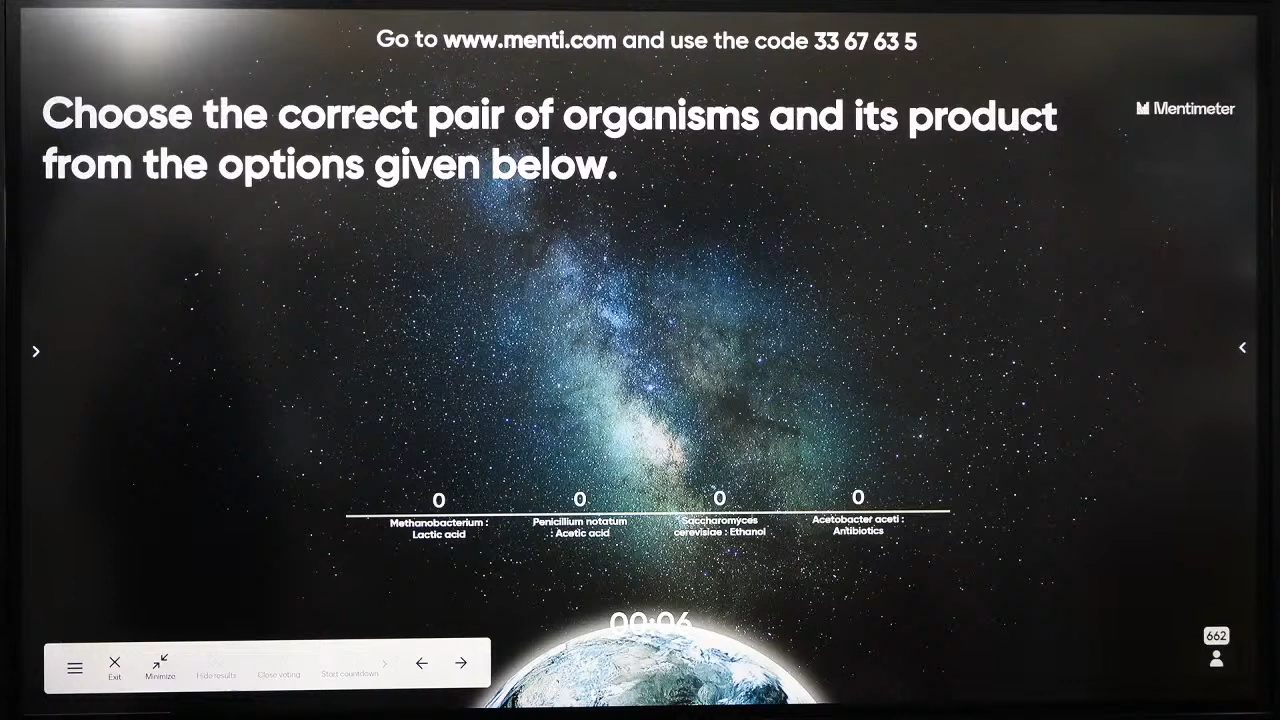 Go to www.menti.com and use the code 33 67 63 5
Choose the correct pair of organisms and its product
from the options given below.
Mentimeter
0
0
0
0
Methanobacterium :
Lactic acid
Penicillium notatum
: Acetic acid
Saccharomyces
cerevisiae : Ethanol
Acetobacter aceti :
Antibiotics
00:06
Exit
Minimize
Hide results
Close voting
Start countdown
662